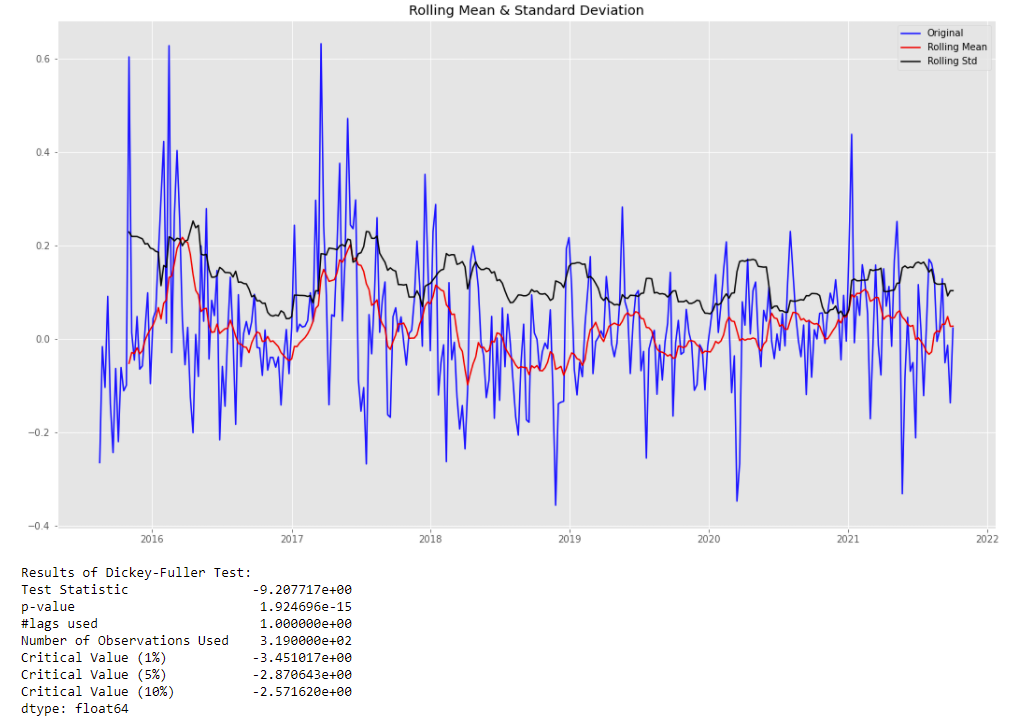 Rolling Mean & Standard Deviation
Original
Rolling Mean
Rolling Std
0.6
0.4
0.2
0.0
−0.2
−0.4
2016 2017 2018 2019 2020 2021 2022
Results of Dickey-Fuller Test:
Test Statistic -9.207717e+00
p-value 1.924696e-15
#lags used 1.000000e+00
Number of Observations Used 3.190000e+02
Critical Value (1%) -3.451017e+00
Critical Value (5%) -2.870643e+00
Critical Value (10%) -2.571620e+00
dtype: float64